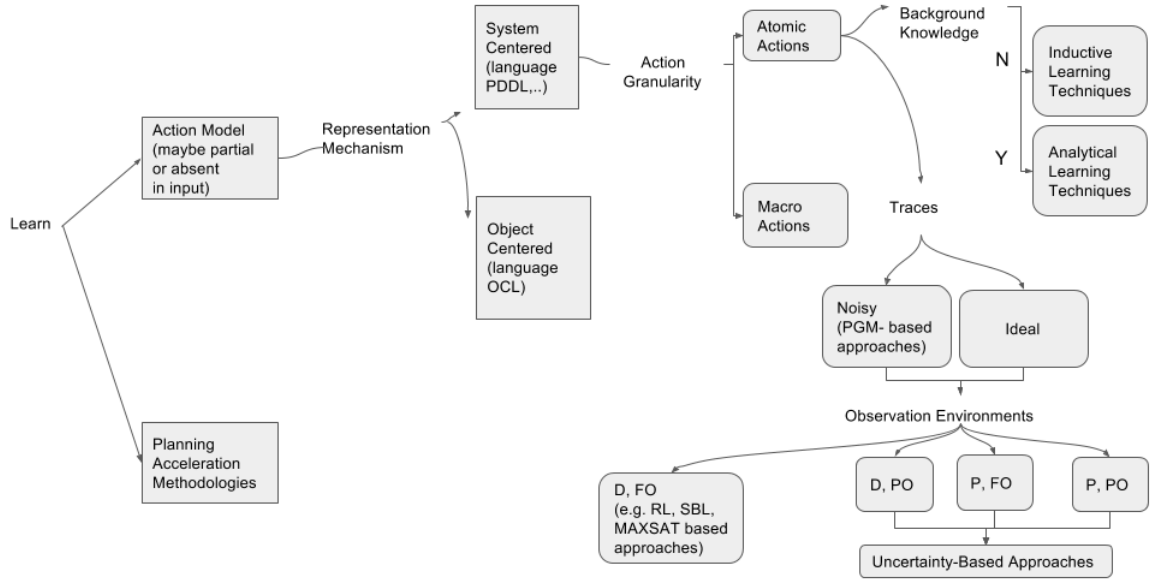 Learn
Action Model
(maybe partial
or absent
in input)
Planning
Acceleration
Methodologies
Representation
Mechanism
System
Centered
(language
PDDL,..)
Object
Centered
(language
OCL)
Action
Granularity
Atomic
Actions
Macro
Actions
Background
Knowledge
N
Y
Inductive
Learning
Techniques
Analytical
Learning
Techniques
Traces
Noisy
(PGM- based
approaches)
Ideal
Observation Environments
D, FO
(e.g. RL, SBL,
MAXSAT based
approaches)
D, PO
P, FO
P, PO
Uncertainty-Based Approaches